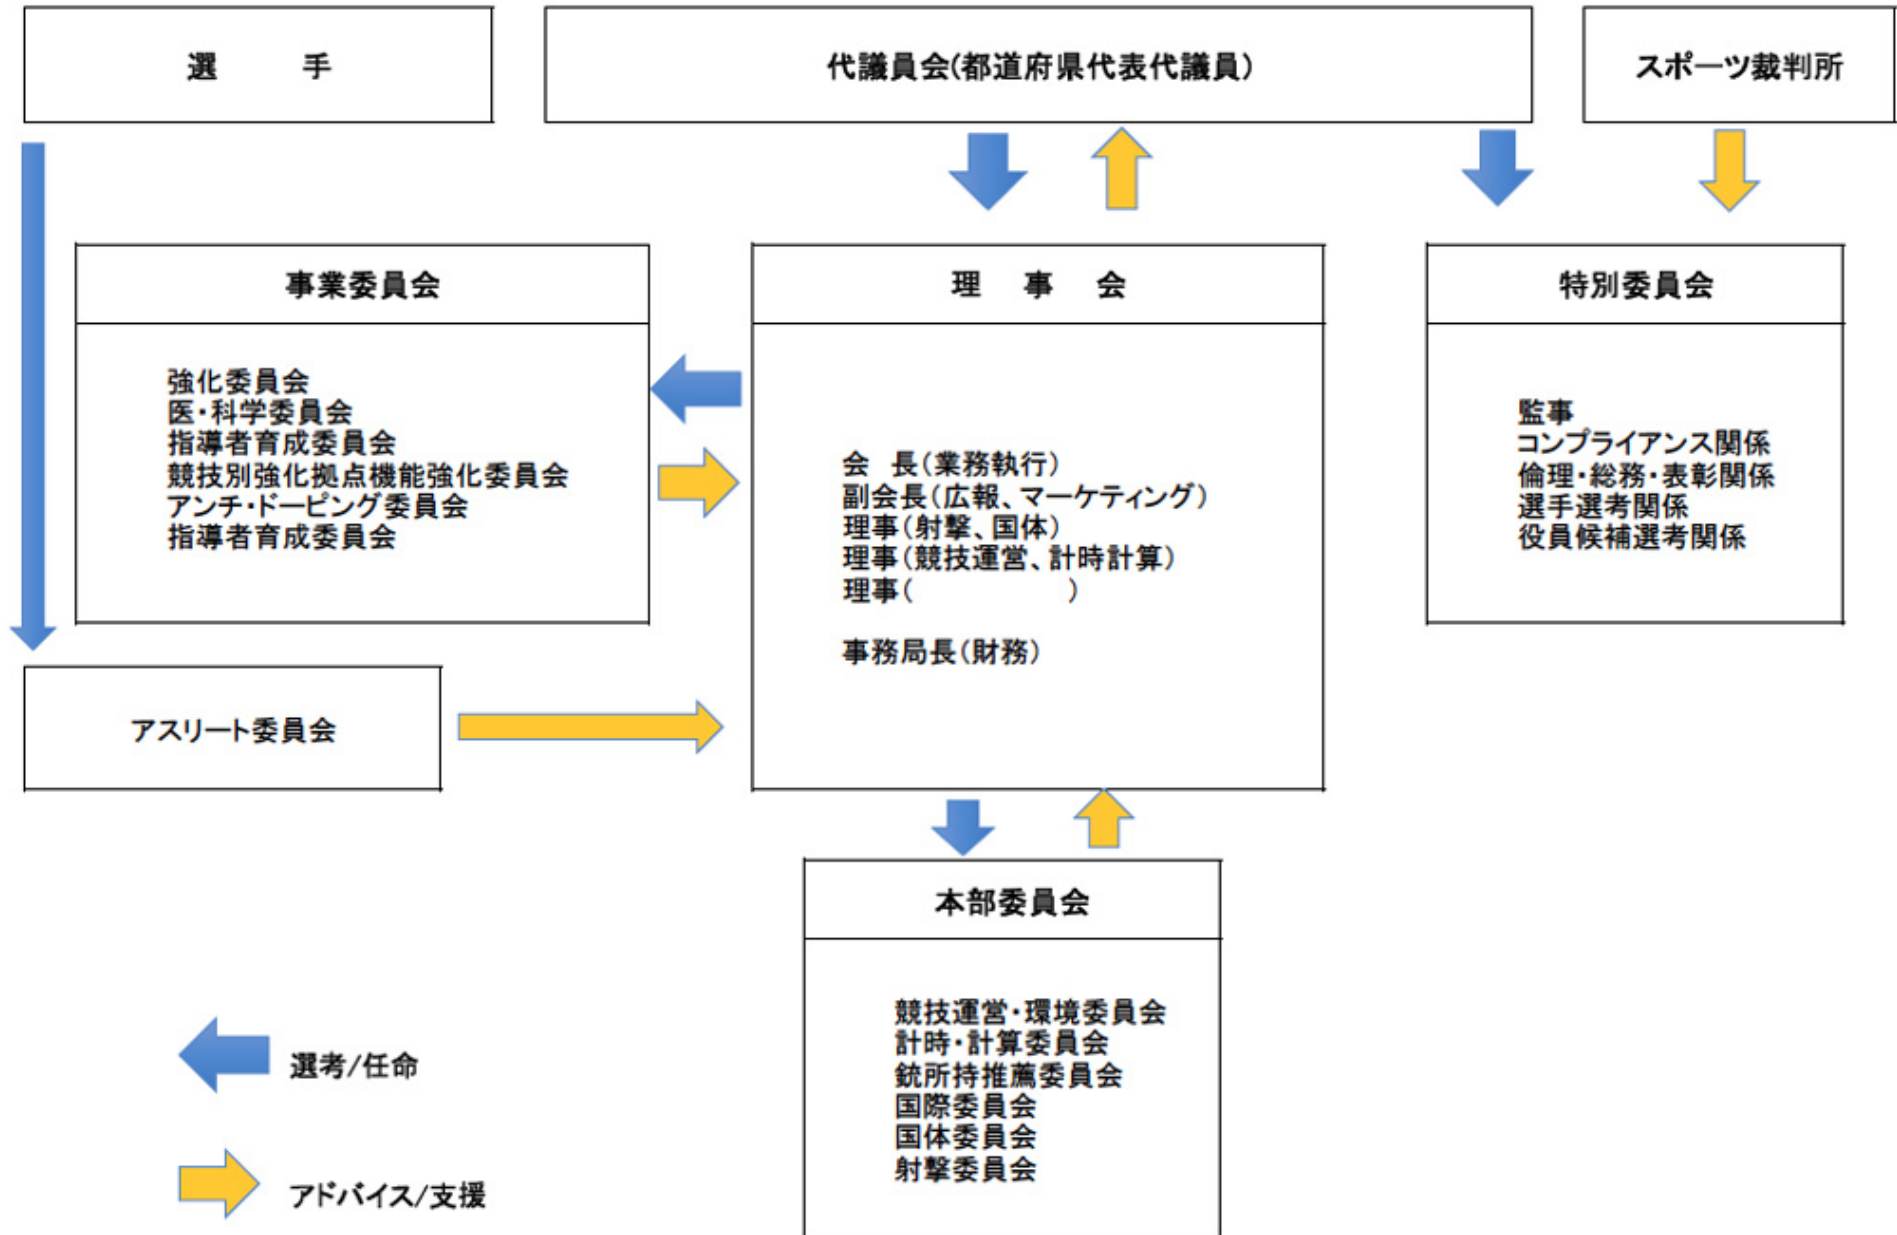 選　　手
代議員会(都道府県代表代議員)
スポーツ裁判所
事業委員会
強化委員会
医・科学委員会
指導者育成委員会
競技別強化拠点機能強化委員会
アンチ・ドーピング委員会
指導者育成委員会
理　事　会
会　長(業務執行)
副会長(広報、マーケティング)
理事(射撃、国体)
理事(競技運営、計時計算)
理事(　　　　　)
事務局長(財務)
特別委員会
監事
コンプライアンス関係
倫理・総務・表彰関係
選手選考関係
役員候補選考関係
アスリート委員会
本部委員会
競技運営・環境委員会
計時・計算委員会
銃所持推薦委員会
国際委員会
国体委員会
射撃委員会
選考/任命
アドバイス/支援